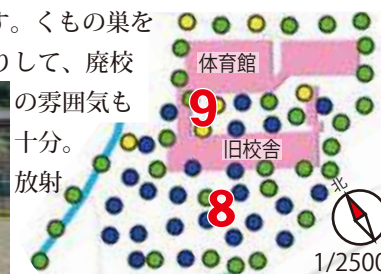 す。くもの巣を
りして、廃校
の雰囲気も
十分。
放射
体育館
9
旧校舎
8
北
1/2500